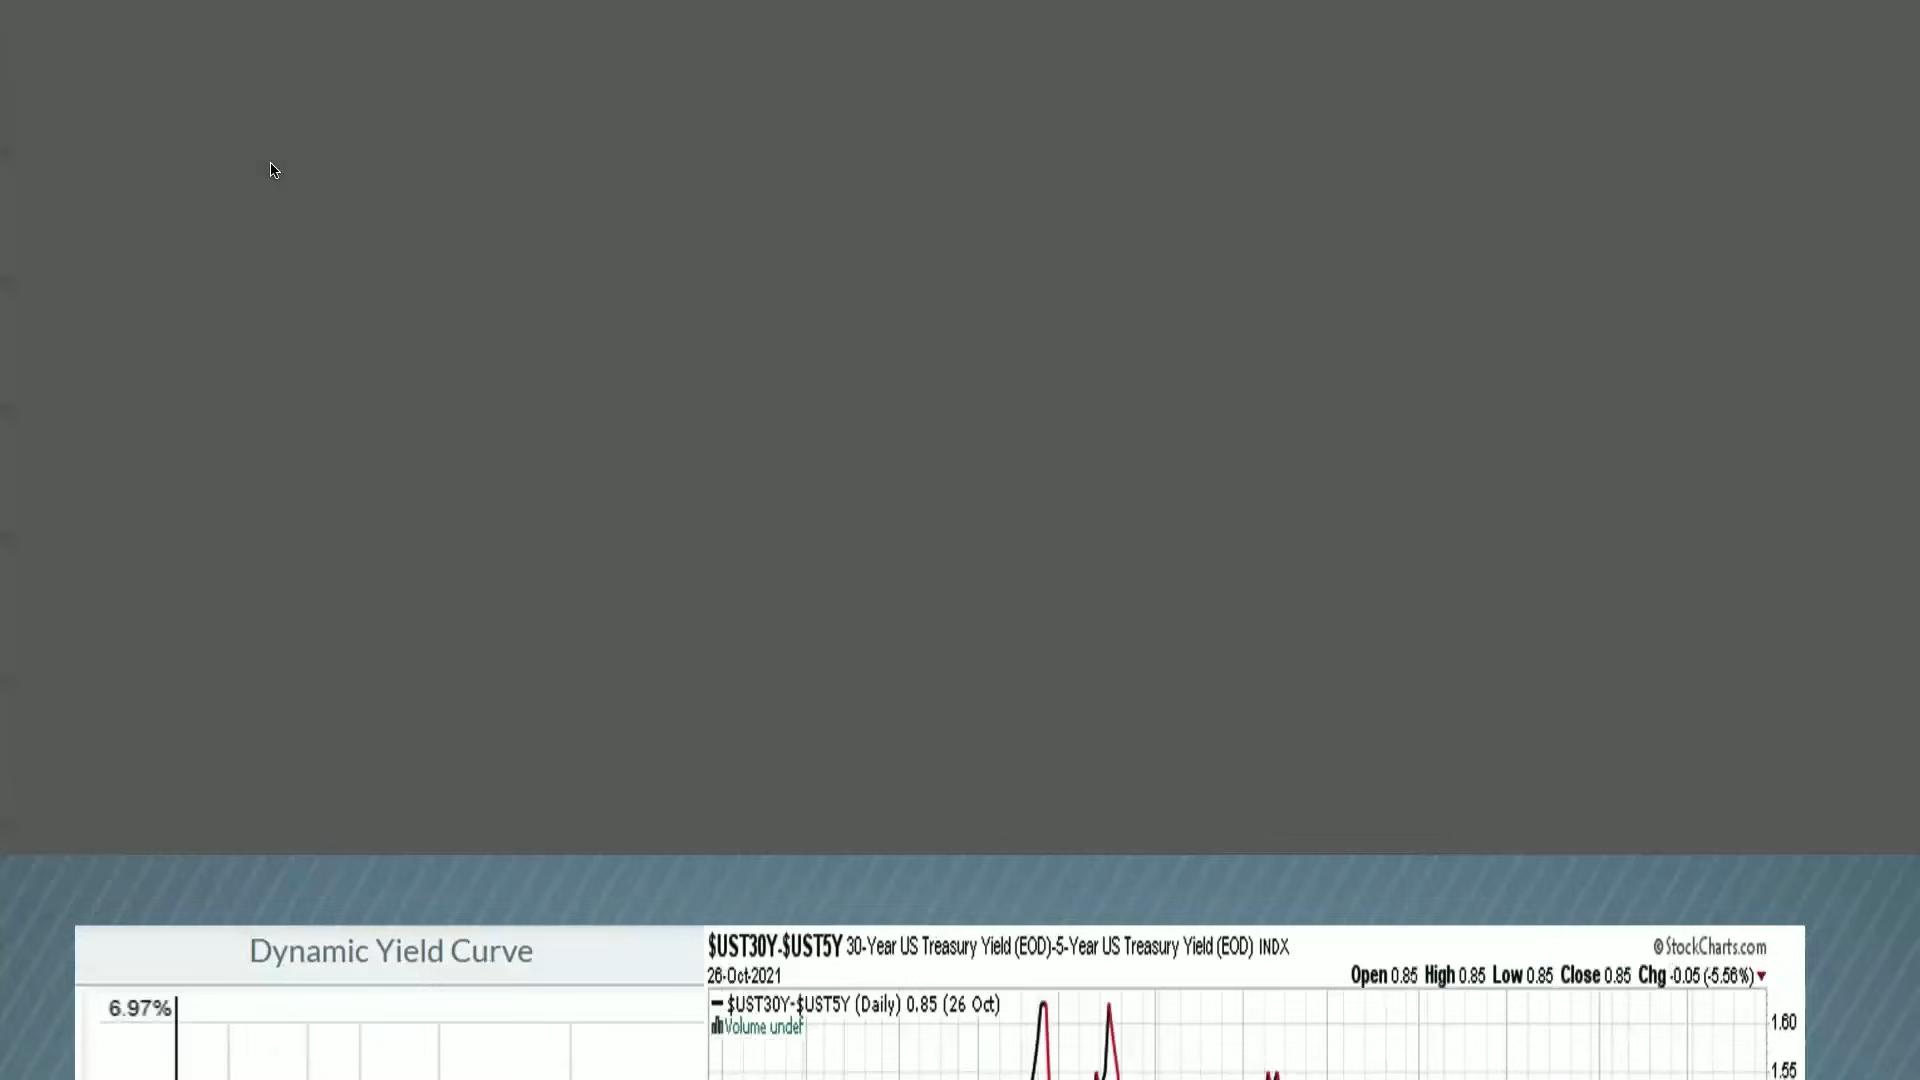 Dynamic Yield Curve
6.97%
$UST30Y-$UST5Y 30-Year US Treasury Yield (EOD)-5-Year US Treasury Yield (EOD) INDX
© StockCharts.com
26-Oct-2021
Open 0.85 High 0.85 Low 0.85 Close 0.85 Chg -0.05 (-5.56%)
$UST30Y-$UST5Y (Daily) 0.85 (26 Oct)
Volume undef
1.60
1.55